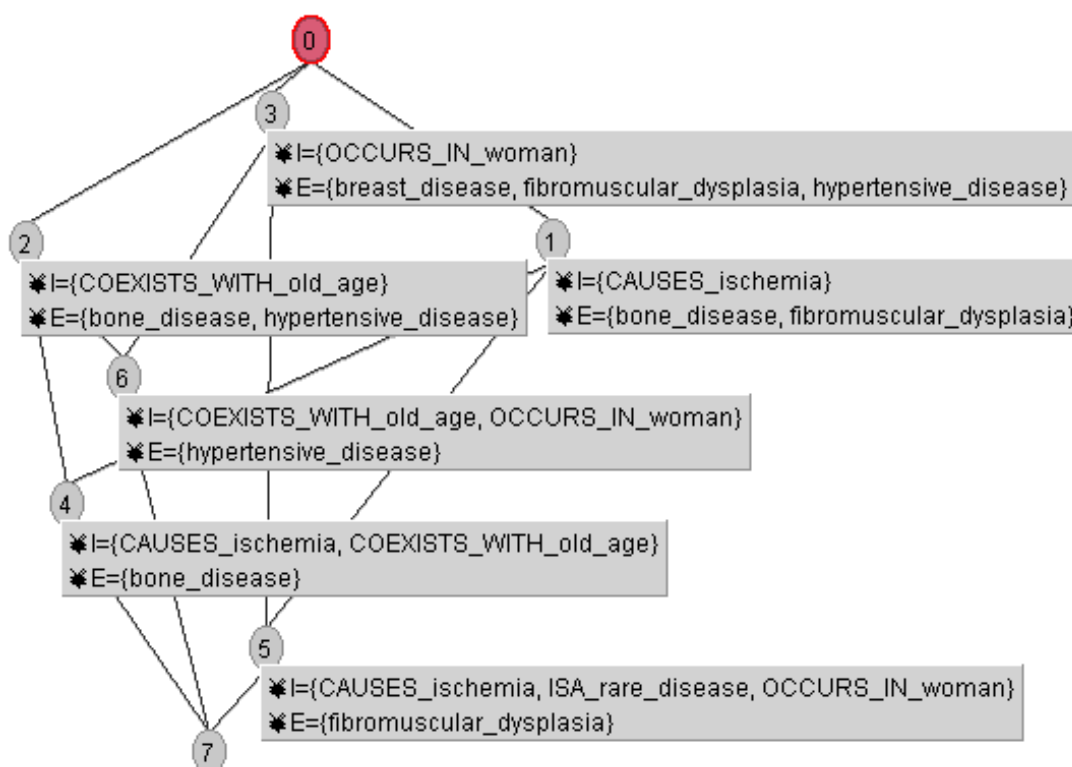 0
3
I={OCCURS_IN_woman}
E={breast_disease, fibromuscular_dysplasia, hypertensive_disease}
2
1
I={COEXISTS_WITH_old_age}
E={bone_disease, hypertensive_disease}
I={CAUSES_ischemia}
E={bone_disease, fibromuscular_dysplasia}
6
I={COEXISTS_WITH_old_age, OCCURS_IN_woman}
E={hypertensive_disease}
4
I={CAUSES_ischemia, COEXISTS_WITH_old_age}
E={bone_disease}
5
I={CAUSES_ischemia, ISA_rare_disease, OCCURS_IN_woman}
E={fibromuscular_dysplasia}
7